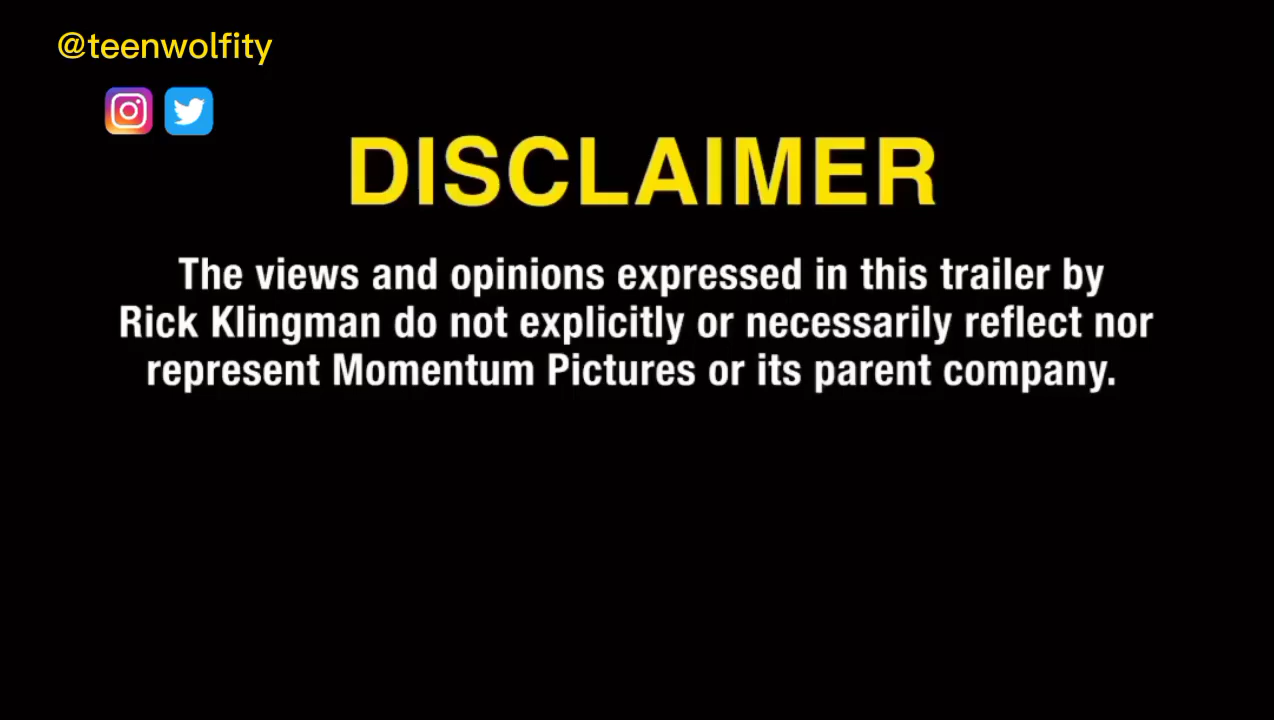 @teenwolfity
DISCLAIMER
The views and opinions expressed in this trailer by
Rick Klingman do not explicitly or necessarily reflect nor
represent Momentum Pictures or its parent company.